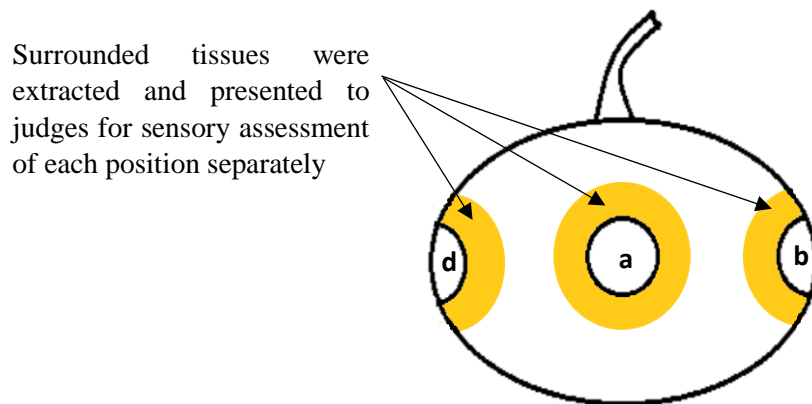 Surrounded tissues were
extracted and presented to
judges for sensory assessment
of each position separately
d
a
b